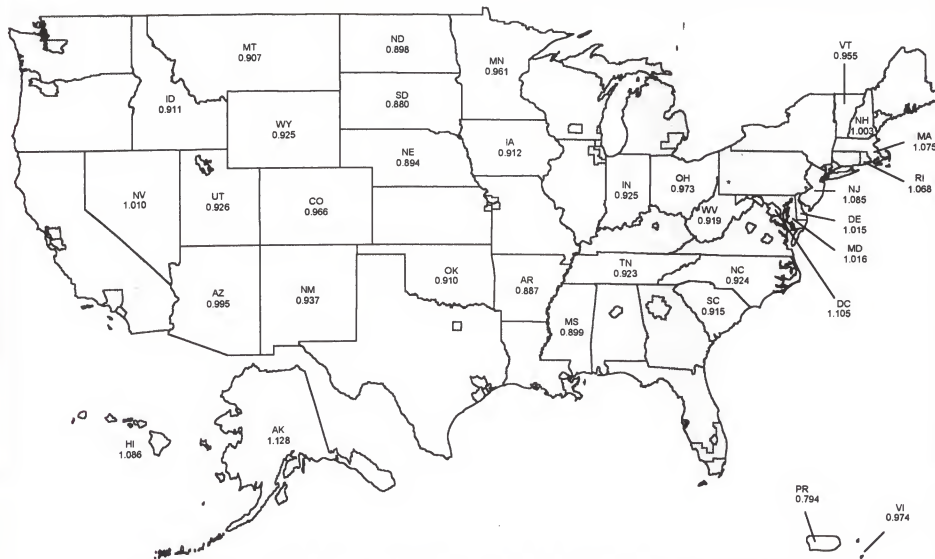 MT
0.907
ND
0.898
MN
0.961
VT
0.955
ID
0.911
SD
0.880
WY
0.925
NH
1.003
MA
1.075
NE
0.894
IA
0.912
RI
1.068
NV
1.010
UT
0.926
CO
0.966
IN
0.925
OH
0.973
*
NJ
1.085
WV
0.919
DE
1.015
MD
1.016
AZ
0.995
NM
0.937
OK
0.910
AR
0.887
TN
0.923
NC
0.924
DC
1.105
SC
0.915
MS
0.899
HI
1.086
AK
1.128
PR
0.794
VI
0.974